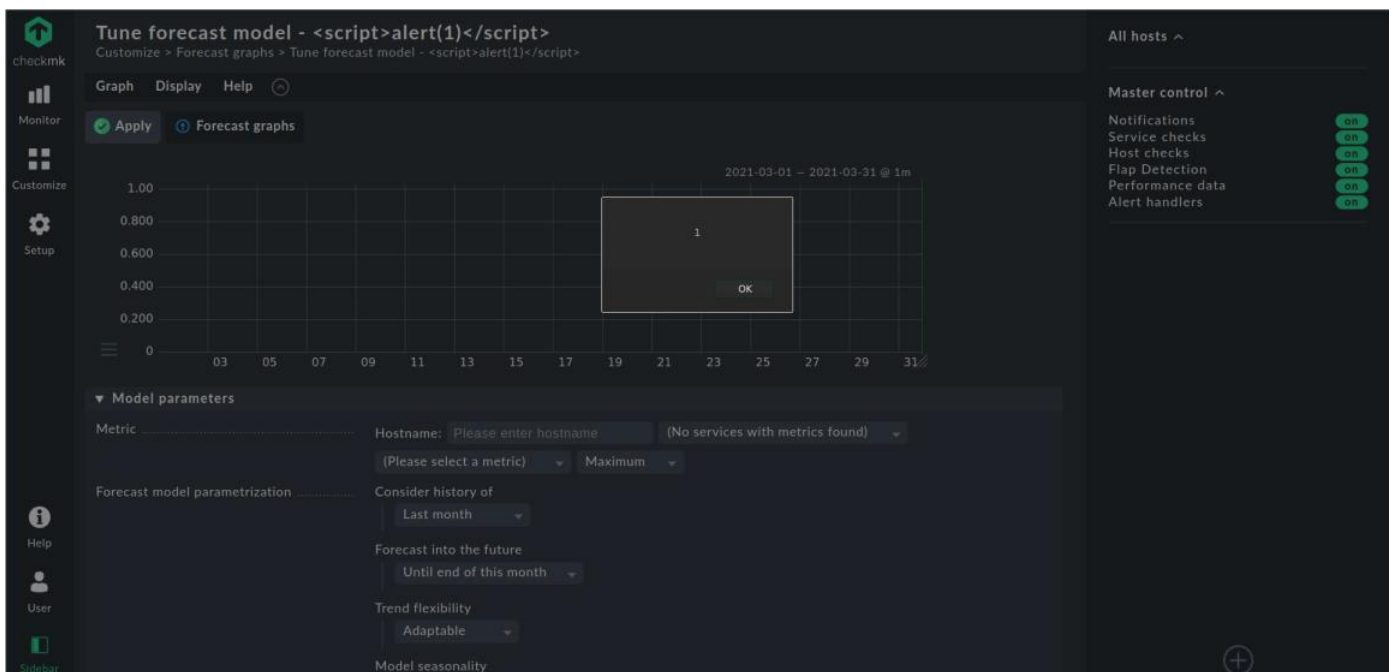 checkmk
Monitor
Customize
Setup
Help
User
Sidebar
Tune forecast model - <script>alert(1)</script>
Customize > Forecast graphs > Tune forecast model - <script>alert(1)</script>
Graph Display Help
Apply Forecast graphs
2021-03-01 — 2021-03-31 @ 1m
1.00
0.800
0.600
0.400
0.200
0
03 05 07 09 11 13 15 17 19 21 23 25 27 29 31
1
OK
Model parameters
Metric
Hostname: Please enter hostname (No services with metrics found)
(Please select a metric) Maximum
Forecast model parametrization
Consider history of
Last month
Forecast into the future
Until end of this month
Trend flexibility
Adaptable
Model seasonality
All hosts
Master control
Notifications on
Service checks on
Host checks on
Flap Detection on
Performance data on
Alert handlers on